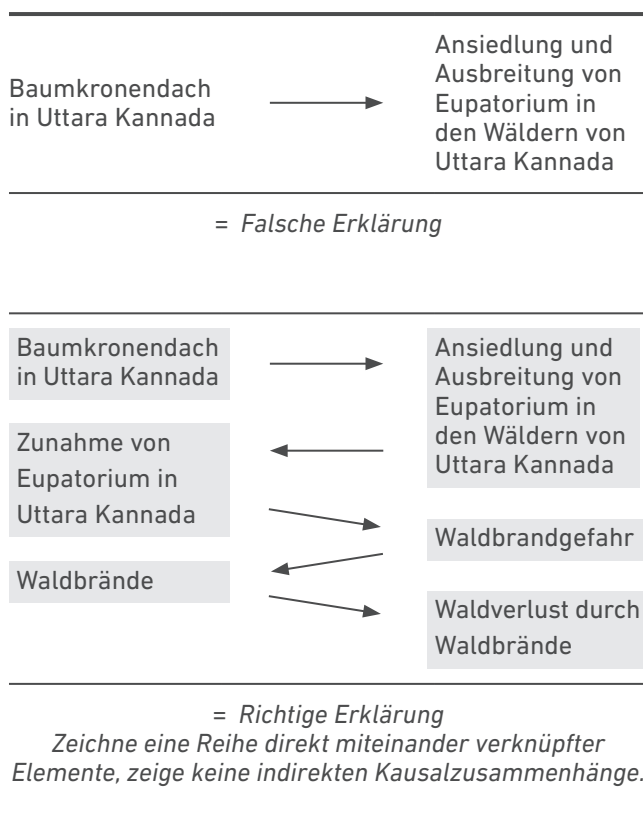 Baumkronendach
in Uttara Kannada
Ansiedlung und
Ausbreitung von
Eupatorium in
den Wäldern von
Uttara Kannada
= Falsche Erklärung
Baumkronendach
in Uttara Kannada
Ansiedlung und
Ausbreitung von
Eupatorium in
den Wäldern von
Uttara Kannada
Zunahme von
Eupatorium in
Uttara Kannada
Waldbrandgefahr
Waldbrände
Waldverlust durch
Waldbrände
= Richtige Erklärung
Zeichne eine Reihe direkt miteinander verknüpfter
Elemente, zeige keine indirekten Kausalzusammenhänge.